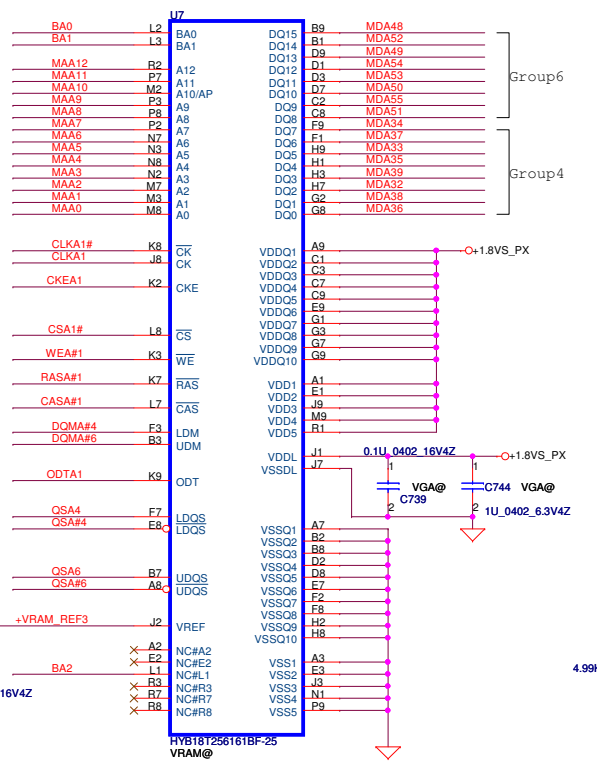 U7
BA0 L2 BA0 DQ15 B9 MDA48
BA1 L3 BA1 DQ14 B1 MDA52
DQ13 D9 MDA49
MAA12 R2 A12 DQ12 D1 MDA54
MAA11 P7 A11 DQ11 D3 MDA53
MAA10 M2 A10/AP DQ10 D7 MDA50
MAA9 P3 A9 DQ9 C2 MDA55
MAA8 P8 A8 DQ8 C8 MDA51
MAA7 P2 A7 DQ7 F9 MDA34
MAA6 N7 A6 DQ6 F1 MDA37
MAA5 N3 A5 DQ5 H9 MDA33
MAA4 N8 A4 DQ4 H1 MDA35
MAA3 N2 A3 DQ3 H3 MDA39
MAA2 M7 A2 DQ2 H7 MDA32
MAA1 M3 A1 DQ1 G2 MDA38
MAA0 M8 A0 DQ0 G8 MDA36
Group6
Group4
CLKA1# K8 CK VDDQ1 A9 +1.8VS_PX
CLKA1 J8 CK VDDQ2 C1
VDDQ3 C3
CKEA1 K2 CKE VDDQ4 C7
VDDQ5 C9
VDDQ6 E9
VDDQ7 G1
CSA1# L8 CS VDDQ8 G3
VDDQ9 G7
WEA#1 K3 WE VDDQ10 G9
RASA#1 K7 RAS VDD1 A1
VDD2 E1
CASA#1 L7 CAS VDD3 J9
VDD4 M9
DQMA#4 F3 LDM VDD5 R1
DQMA#6 B3 UDM
VDDL J1 0.1U_0402_16V4Z +1.8VS_PX
VSSDL J7
ODTA1 K9 ODT
1 VGA@ 1 VGA@
C739 C744
2 2 1U_0402_6.3V4Z
QSA4 F7 LDQS
QSA#4 E8 LDQS VSSQ1 A7
VSSQ2 B2
VSSQ3 B8
VSSQ4 D2
QSA6 B7 UDQS VSSQ5 D8
QSA#6 A8 UDQS VSSQ6 E7
VSSQ7 F2
VSSQ8 F8
+VRAM_REF3 J2 VREF VSSQ9 H2
VSSQ10 H8
A2 NC#A2
E2 NC#E2 VSS1 A3
BA2 L1 NC#L1 VSS2 E3
R3 NC#R3 VSS3 J3
R7 NC#R7 VSS4 N1
R8 NC#R8 VSS5 P9
16V4Z
4.99K
HYB18T256161BF-25
VRAM@